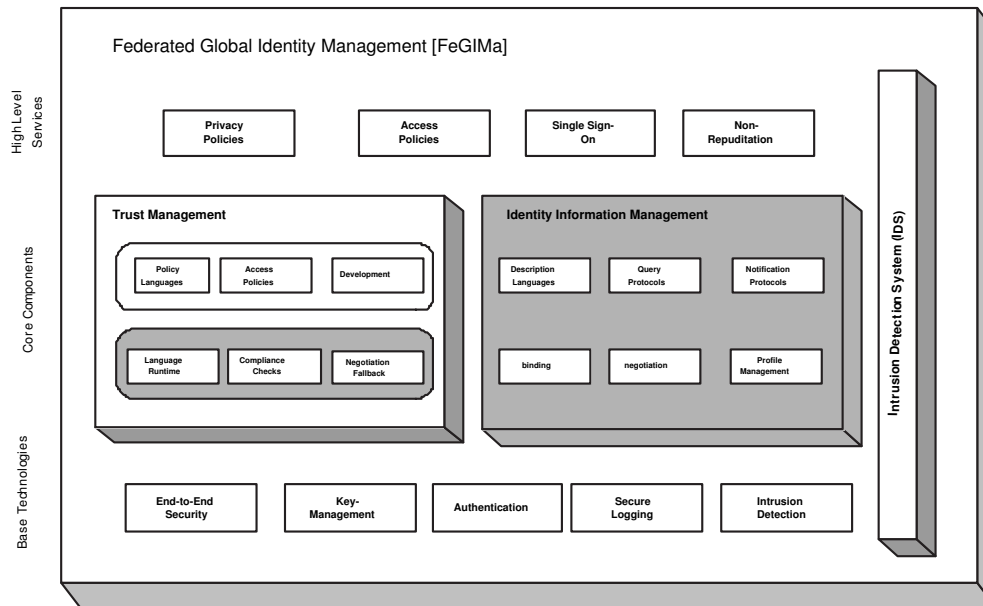 Federated Global Identity Management [FeGIMa]
High Level
Services
Privacy
Policies
Access
Policies
Single Sign-
On
Non-
Repuditation
Core Components
Trust Management
Policy
Languages
Access
Policies
Development
Language
Runtime
Compliance
Checks
Negotiation
Fallback
Identity Information Management
Description
Languages
Query
Protocols
Notification
Protocols
binding
negotiation
Profile
Management
Base Technologies
End-to-End
Security
Key-
Management
Authentication
Secure
Logging
Intrusion
Detection
Intrusion Detection System (IDS)